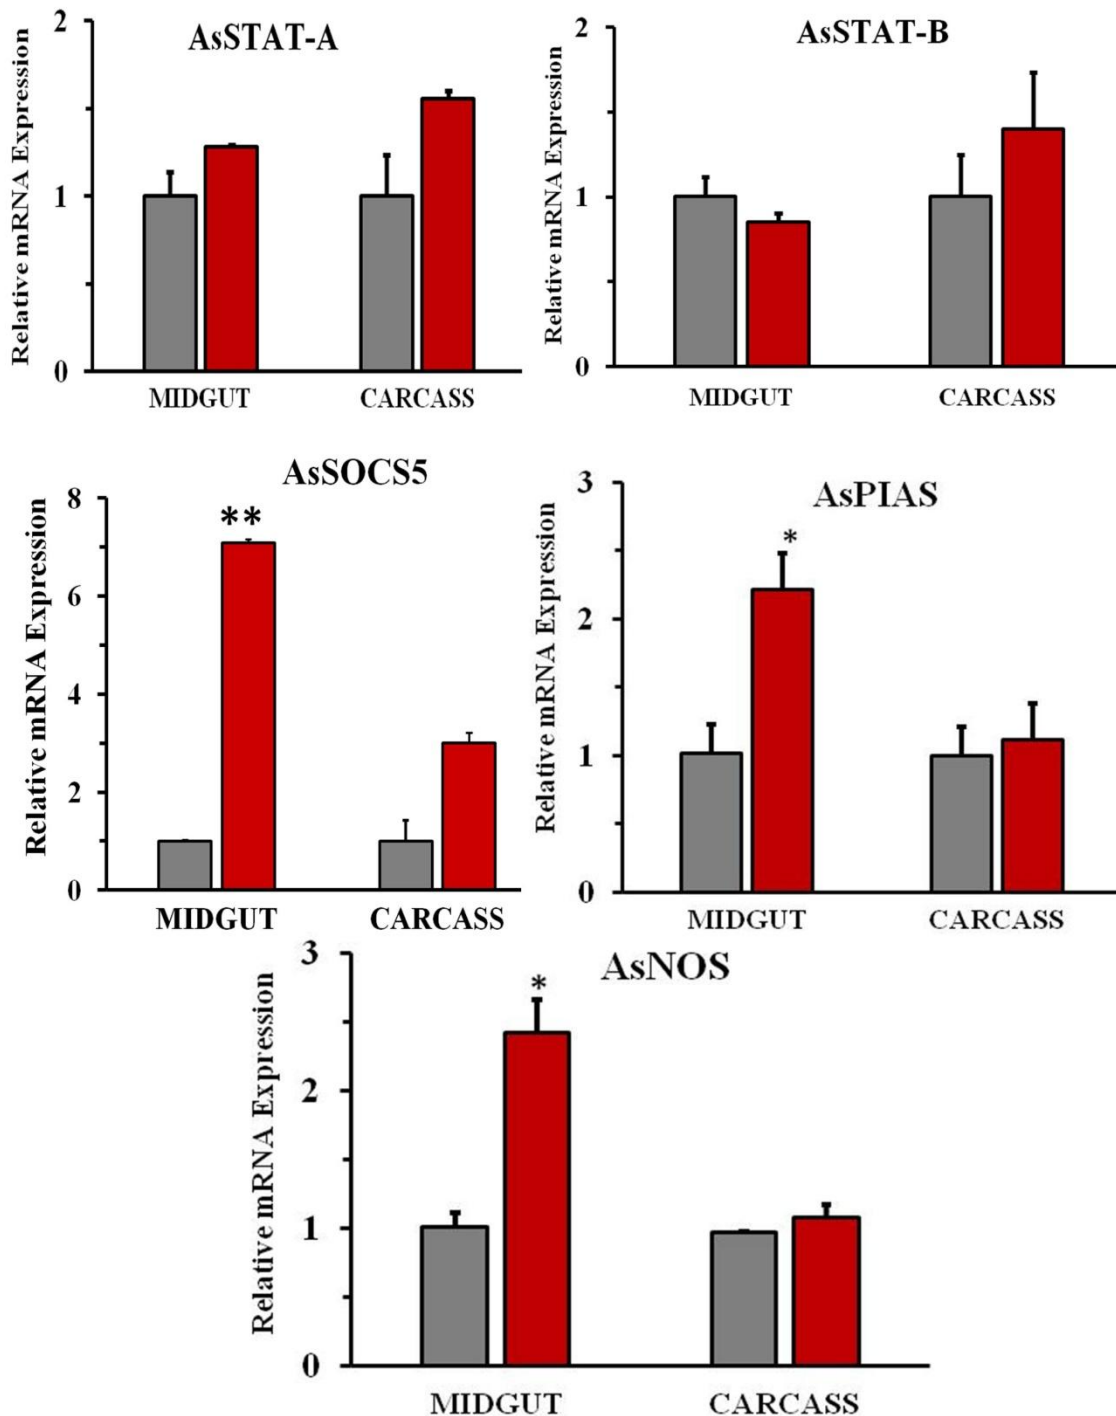 AsSTAT-A
Relative mRNA Expression
2
1
0
MIDGUT CARCASS
AsSTAT-B
Relative mRNA Expression
2
1
0
MIDGUT CARCASS
AsSOCS5
Relative mRNA Expression
8
**
6
4
2
0
MIDGUT CARCASS
AsPIAS
Relative mRNA Expression
3
*
2
1
0
MIDGUT CARCASS
AsNOS
Relative mRNA Expression
3
*
2
1
0
MIDGUT CARCASS